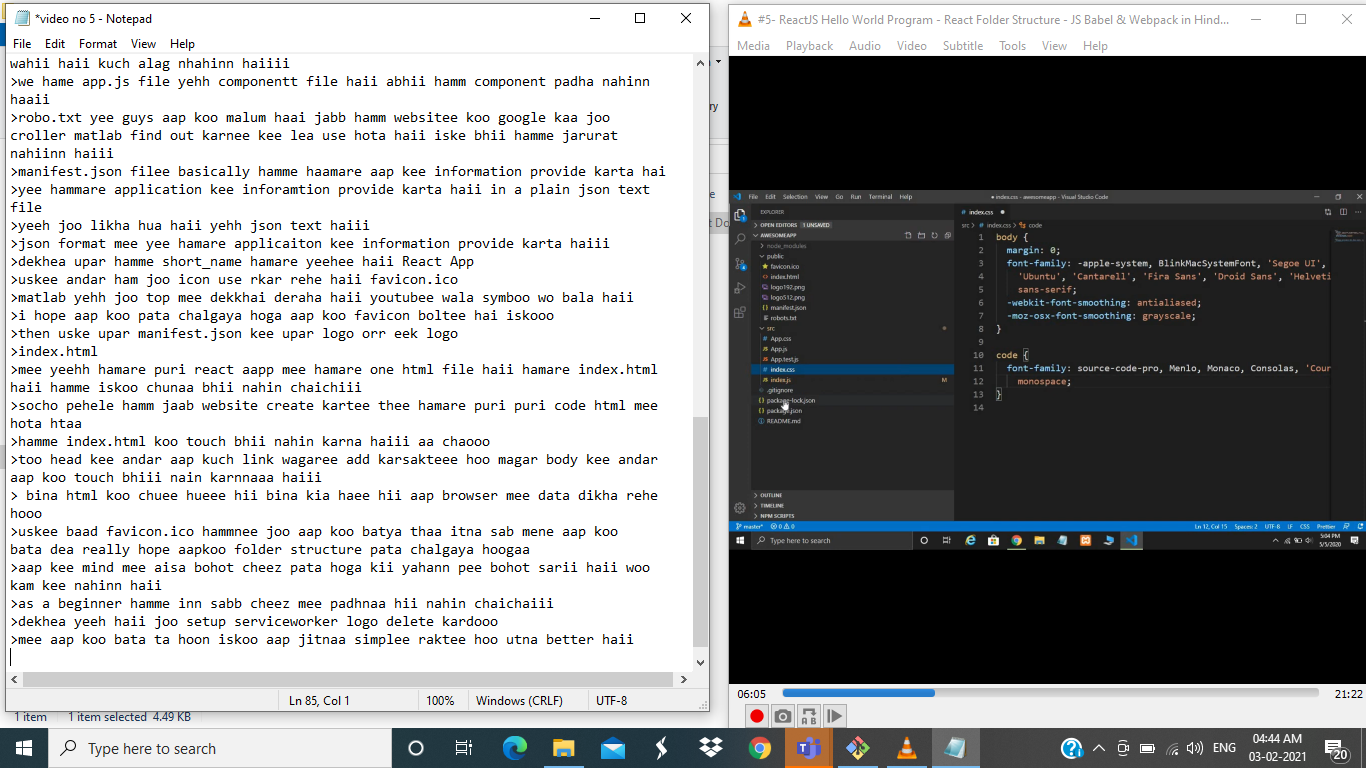 *video no 5 - Notepad
File Edit Format View Help
wahii haii kuch alag nhahinn haiiii
>we hame app.js file yehh componentt file haii abhii hamm component padha nahinn
haaii
>robo.txt yee guys aap koo malum haai jabb hamm websitee koo google kaa joo
croller matlab find out karnee kee lea use hota haii iske bhii hamme jarurat
nahiinn haiii
>manifest.json filee basically hamme haamare aap kee information provide karta hai
>yee hammare application kee inforamtion provide karta haii in a plain json text
file
>yeeh joo likha hua haii yehh json text haiii
>json format mee yee hamare applicaiton kee information provide karta haiii
>dekhea upar hamme short_name hamare yeehee haii React App
>uskee andar ham joo icon use rkar rehe haii favicon.ico
>matlab yehh joo top mee dekkhai deraha haii youtubee wala symboo wo bala haii
>i hope aap koo pata chalgaya hoga aap koo favicon boltee hai iskooo
>then uske upar manifest.json kee upar logo orr eek logo
>index.html
>mee yeehh hamare puri react aapp mee hamare one html file haii hamare index.html
haii hamme iskoo chunaa bhii nahin chaichiii
>socho pehele hamm jaab website create kartee thee hamare puri puri code html mee
hota htaa
>hamme index.html koo touch bhii nahin karna haiii aa chaooo
>too head kee andar aap kuch link wagaree add karsakteee hoo magar body kee andar
aap koo touch bhiii nain karnnaaa haiii
> bina html koo chuee hueee hii bina kia haee hii aap browser mee data dikha rehe
hooo
>uskee baad favicon.ico hammnee joo aap koo batya thaa itna sab mene aap koo
bata dea really hope aapkoo folder structure pata chalgaya hoogaa
>aap kee mind mee aisa bohot cheez pata hoga kii yahann pee bohot sarii haii woo
kam kee nahinn haii
>as a beginner hamme inn sabb cheez mee padhnaa hii nahin chaichaiii
>dekhea yeeh haii joo setup serviceworker logo delete kardooo
>mee aap koo bata ta hoon iskoo aap jitnaa simplee raktee hoo utna better haii
Ln 85, Col 1 100% Windows (CRLF) UTF-8
1 item 1 item selected 4.49 KB
#5- ReactJS Hello World Program - React Folder Structure - JS Babel & Webpack in Hind...
Media Playback Audio Video Subtitle Tools View Help
File Edit Selection View Go Run Terminal Help
index.css - awesomeapp - Visual Studio Code
EXPLORER
OPEN EDITORS 1 UNSAVED
AWESOMEAPP
node_modules
public
favicon.ico
index.html
logo192.png
logo512.png
manifest.json
robots.txt
src
App.css
App.js
App.test.js
index.css
index.js M
.gitignore
package-lock.json
package.json
README.md
OUTLINE
TIMELINE
NPM SCRIPTS
index.css
src > index.css > code
1 body {
2 margin: 0;
3 font-family: -apple-system, BlinkMacSystemFont, 'Segoe UI',
4 'Ubuntu', 'Cantarell', 'Fira Sans', 'Droid Sans', 'Helveti
5 sans-serif;
6 -webkit-font-smoothing: antialiased;
7 -moz-osx-font-smoothing: grayscale;
8 }
9
10 code {
11 font-family: source-code-pro, Menlo, Monaco, Consolas, 'Cour
12 monospace;
13 }
14
master* 0 0 Ln 12, Col 15 Spaces: 2 UTF-8 LF CSS Prettier
Type here to search
5:04 PM
5/5/2020
06:05 21:22
Type here to search
ENG
04:44 AM
03-02-2021
20